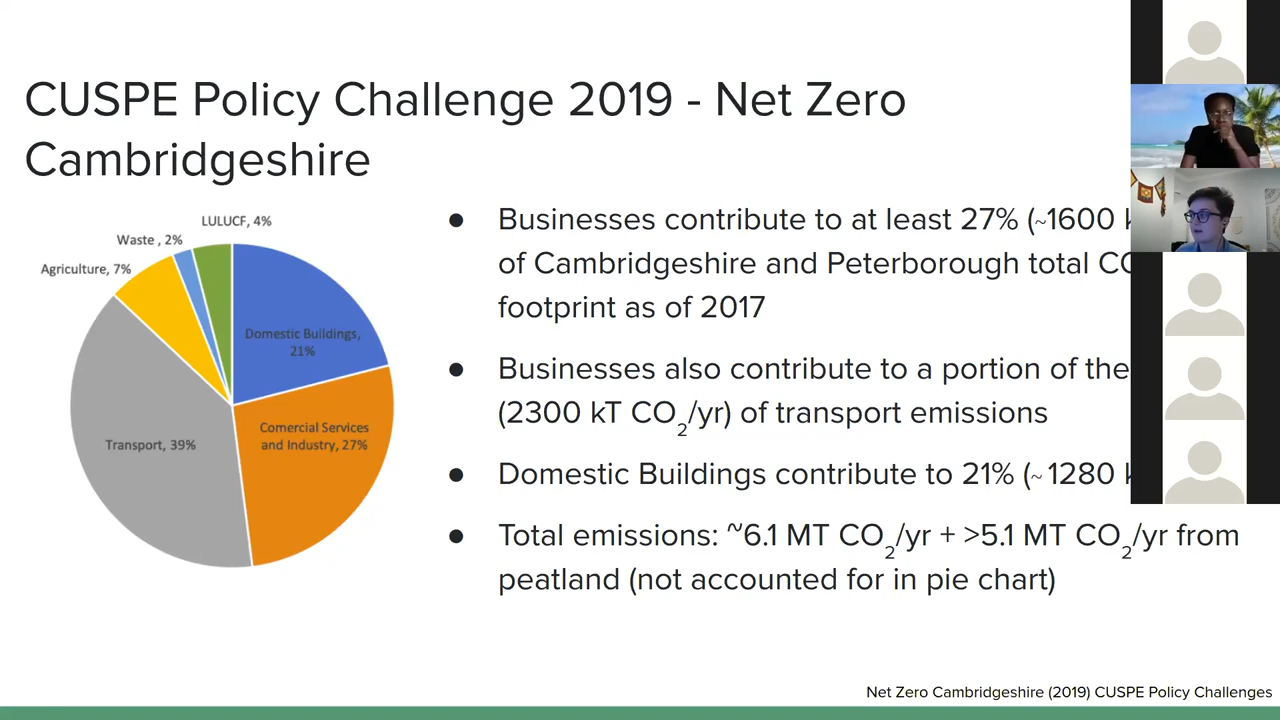 CUSPE Policy Challenge 2019 - Net Zero
Cambridgeshire
LULUCF, 4%
Waste , 2%
Agriculture, 7%
Domestic Buildings,
21%
Comercial Services
and Industry, 27%
Transport, 39%
● Businesses contribute to at least 27% (~1600
of Cambridgeshire and Peterborough total
footprint as of 2017
● Businesses also contribute to a portion of the
(2300 kT CO₂/yr) of transport emissions
● Domestic Buildings contribute to 21% (~ 1280
● Total emissions: ~6.1 MT CO₂/yr + >5.1 MT CO₂/yr from
peatland (not accounted for in pie chart)
Net Zero Cambridgeshire (2019) CUSPE Policy Challenges